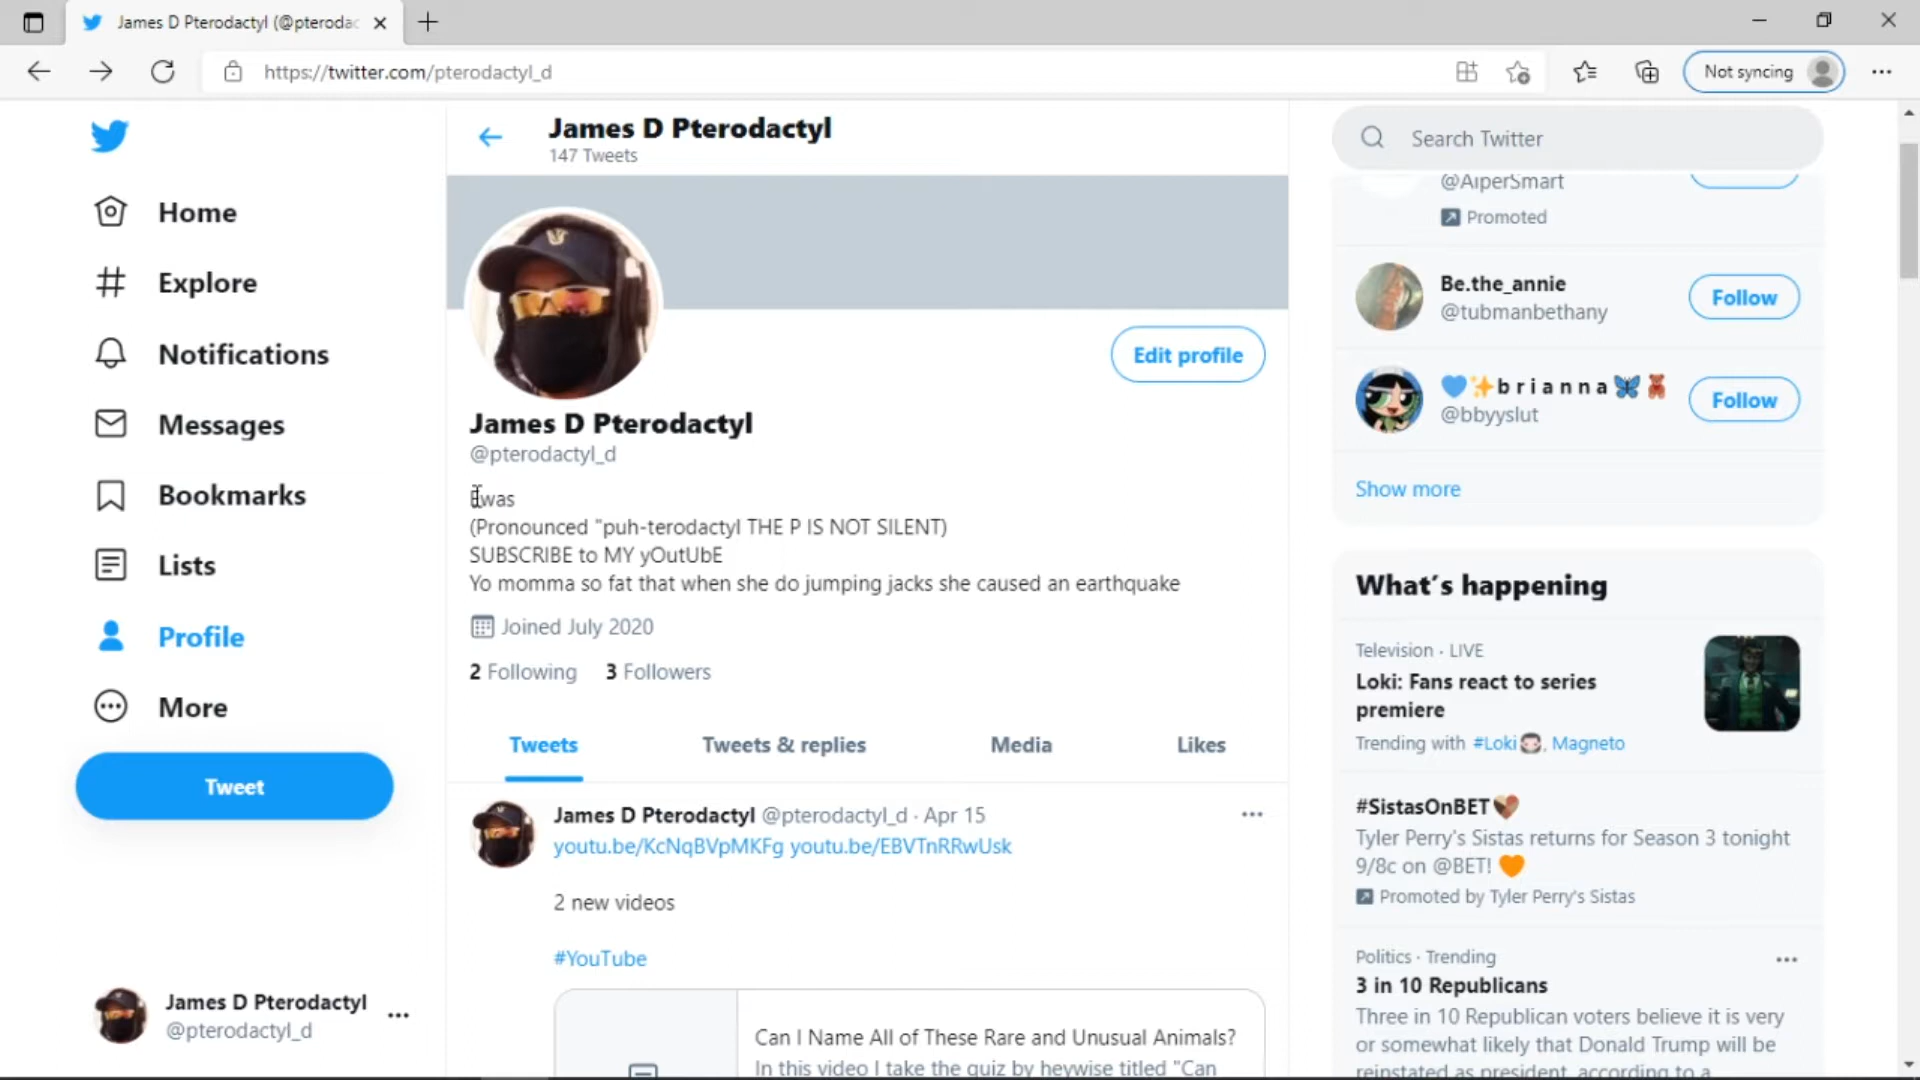 James D Pterodactyl (@pterodac
https://twitter.com/pterodactyl_d
Not syncing
Home
Explore
Notifications
Messages
Bookmarks
Lists
Profile
More
Tweet
James D Pterodactyl
@pterodactyl_d
James D Pterodactyl
147 Tweets
Edit profile
James D Pterodactyl
@pterodactyl_d
was
(Pronounced "puh-terodactyl THE P IS NOT SILENT)
SUBSCRIBE to MY yOutUbE
Yo momma so fat that when she do jumping jacks she caused an earthquake
Joined July 2020
2 Following 3 Followers
Tweets Tweets & replies Media Likes
James D Pterodactyl @pterodactyl_d · Apr 15
youtu.be/KcNqBVpMKFg youtu.be/EBVTnRRwUsk
2 new videos
#YouTube
Can I Name All of These Rare and Unusual Animals?
In this video I take the quiz by heywise titled "Can
Search Twitter
@AiperSmart
Promoted
Be.the_annie
@tubmanbethany
Follow
💙✨b r i a n n a🦋🧸
@bbyyslut
Follow
Show more
What's happening
Television · LIVE
Loki: Fans react to series
premiere
Trending with #Loki, Magneto
#SistasOnBET
Tyler Perry's Sistas returns for Season 3 tonight
9/8c on @BET! 🧡
Promoted by Tyler Perry's Sistas
Politics · Trending
3 in 10 Republicans
Three in 10 Republican voters believe it is very
or somewhat likely that Donald Trump will be
reinstated as president, according to a